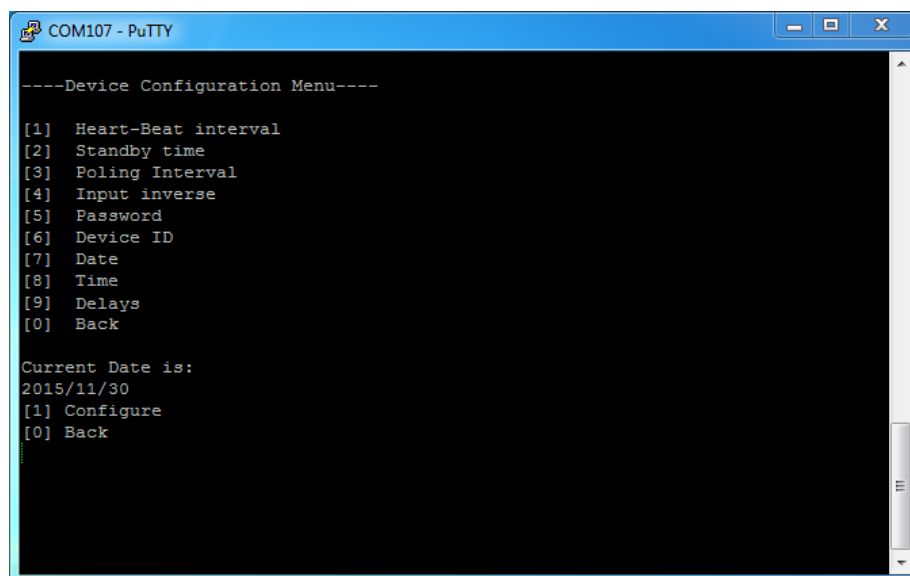 COM107 - PuTTY
----Device Configuration Menu----
[1]  Heart-Beat interval
[2]  Standby time
[3]  Poling Interval
[4]  Input inverse
[5]  Password
[6]  Device ID
[7]  Date
[8]  Time
[9]  Delays
[0]  Back
Current Date is:
2015/11/30
[1] Configure
[0] Back